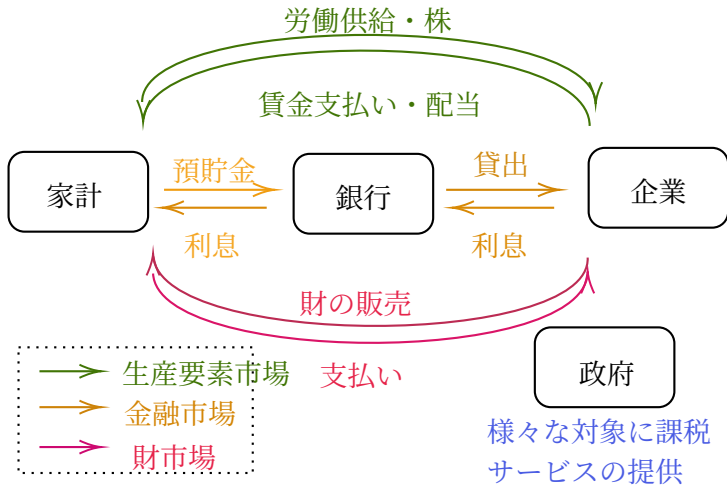 労働供給・株
賃金支払い・配当
家計
預貯金
利息
銀行
貸出
利息
企業
財の販売
支払い
生産要素市場
金融市場
財市場
政府
様々な対象に課税
サービスの提供